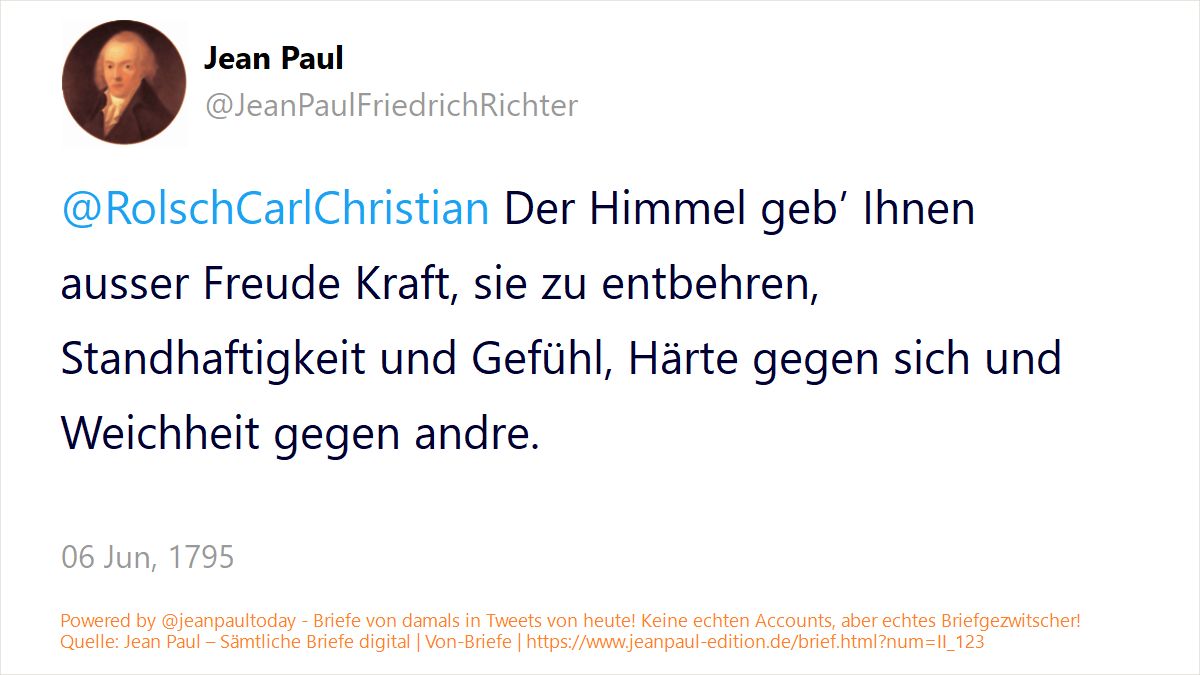 Jean Paul
@JeanPaulFriedrichRichter
@RolschCarlChristian Der Himmel geb’ Ihnen
ausser Freude Kraft, sie zu entbehren,
Standhaftigkeit und Gefühl, Härte gegen sich und
Weichheit gegen andre.
06 Jun, 1795
Powered by @jeanpaultoday - Briefe von damals in Tweets von heute! Keine echten Accounts, aber echtes Briefgezwitscher!
Quelle: Jean Paul – Sämtliche Briefe digital | Von-Briefe | https://www.jeanpaul-edition.de/brief.html?num=II_123